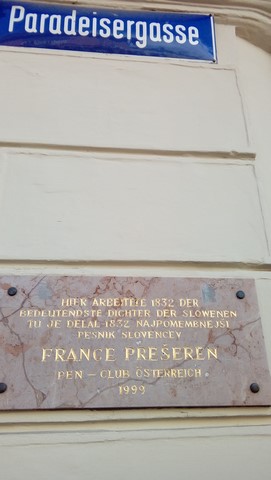 Paradeisergasse
HIER ARBEITETE 1832 DER
BEDEUTENDSTE DICHTER DER SLOWENEN
TU JE DELAL 1832 NAJPOMEMBNEJŠI
PESNIK SLOVENCEV
FRANCE PREŠEREN
PEN – CLUB ÖSTERREICH
1999